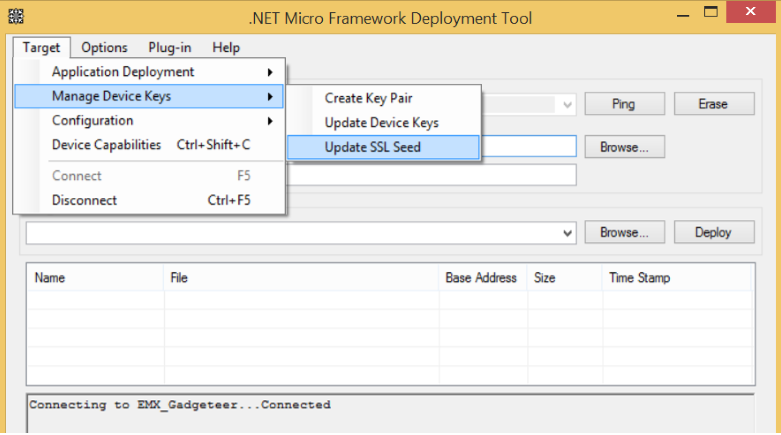 .NET Micro Framework Deployment Tool
Target Options Plug-in Help
Application Deployment
Manage Device Keys
Configuration
Device Capabilities Ctrl+Shift+C
Connect F5
Disconnect Ctrl+F5
Create Key Pair
Update Device Keys
Update SSL Seed
Ping Erase
Browse...
Browse... Deploy
Name File Base Address Size Time Stamp
Connecting to EMX_Gadgeteer...Connected